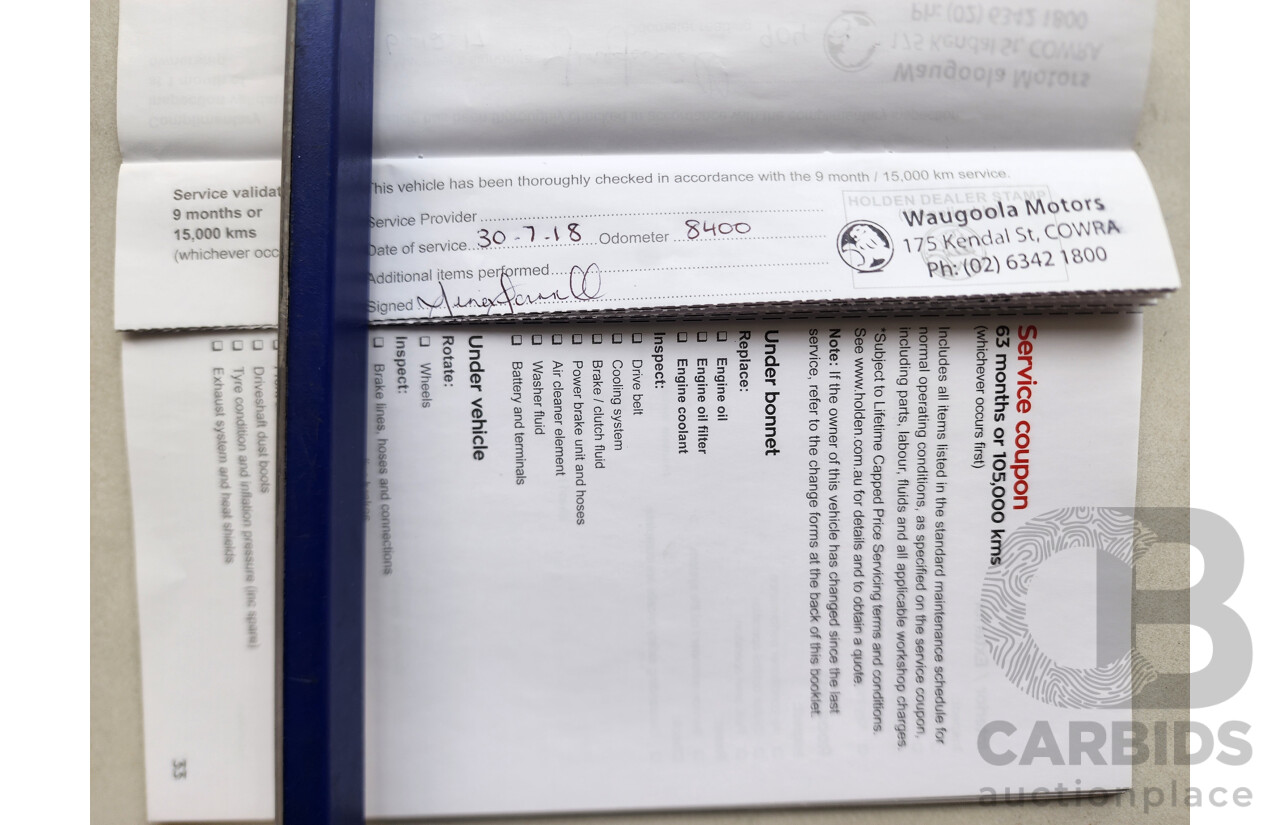 This vehicle has been thoroughly checked in accordance with the 9 month / 15,000 km service.
Service validat
9 months or
15,000 kms
(whichever occ
Service Provider
Date of service 30-7-18 Odometer 8400
Additional items performed
Signed
HOLDEN DEALER STAMP
Waugoola Motors
175 Kendal St, COWRA
Ph: (02) 6342 1800
Service coupon
63 months or 105,000 kms
(whichever occurs first)
Includes all items listed in the standard maintenance schedule for
normal operating conditions, as specified on the service coupon,
including parts, labour, fluids and all applicable workshop charges.
*Subject to Lifetime Capped Price Servicing terms and conditions.
See www.holden.com.au for details and to obtain a quote.
Note: If the owner of this vehicle has changed since the last
service, refer to the change forms at the back of this booklet.
Under bonnet
Replace:
Engine oil
Engine oil filter
Engine coolant
Inspect:
Drive belt
Cooling system
Brake / clutch fluid
Power brake unit and hoses
Air cleaner element
Washer fluid
Battery and terminals
Under vehicle
Rotate:
Wheels
Inspect:
Brake lines, hoses and connections
Driveshaft dust boots
Tyre condition and inflation pressure (inc spare)
Exhaust system and heat shields
33
Waugoola Motors
175 Kendal St, COWRA
Ph: (02) 6342 1800
CARBIDS
auctionplace